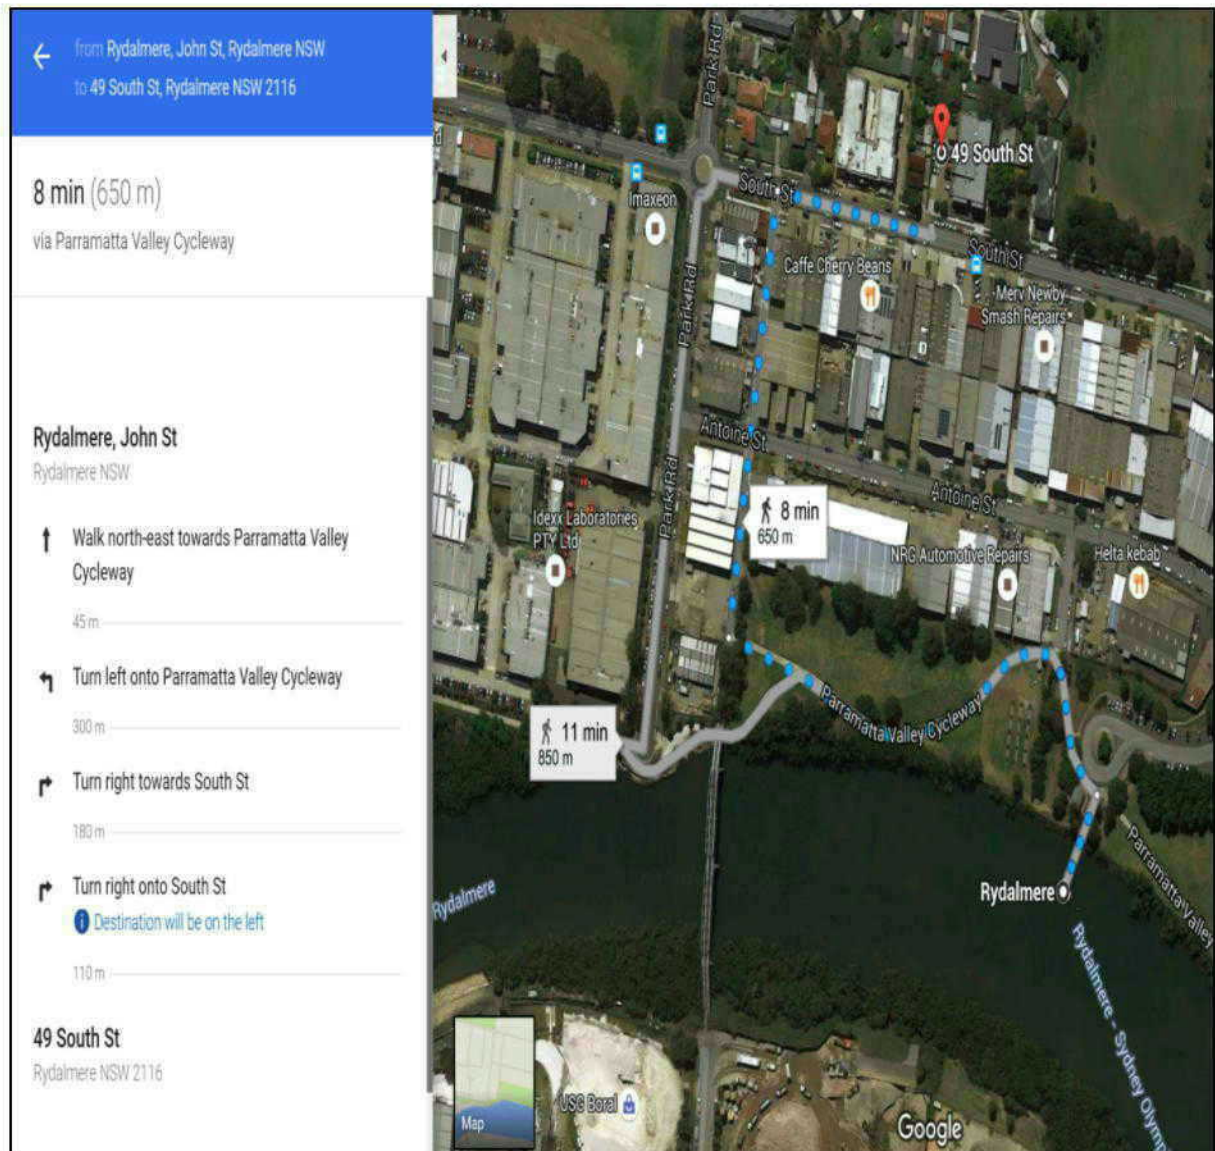 from Rydalmere, John St, Rydalmere NSW
to 49 South St, Rydalmere NSW 2116
8 min (650 m)
via Parramatta Valley Cycleway
Rydalmere, John St
Rydalmere NSW
Walk north-east towards Parramatta Valley
Cycleway
45 m
Turn left onto Parramatta Valley Cycleway
300 m
Turn right towards South St
180 m
Turn right onto South St
Destination will be on the left
110 m
49 South St
Rydalmere NSW 2116
Park Rd
49 South St
South St
Imaxeon
South St
Caffe Cherry Beans
Merv Newby
Smash Repairs
Park Rd
Antoine St
Park Rd
Antoine St
8 min
650 m
Idexx Laboratories
PTY Ltd
NRG Automotive Repairs
Helta kebab
Parramatta Valley Cycleway
11 min
850 m
Parramatta Valley
Rydalmere
Rydalmere
Rydalmere - Sydney Olymp
USG Boral
Map
Google